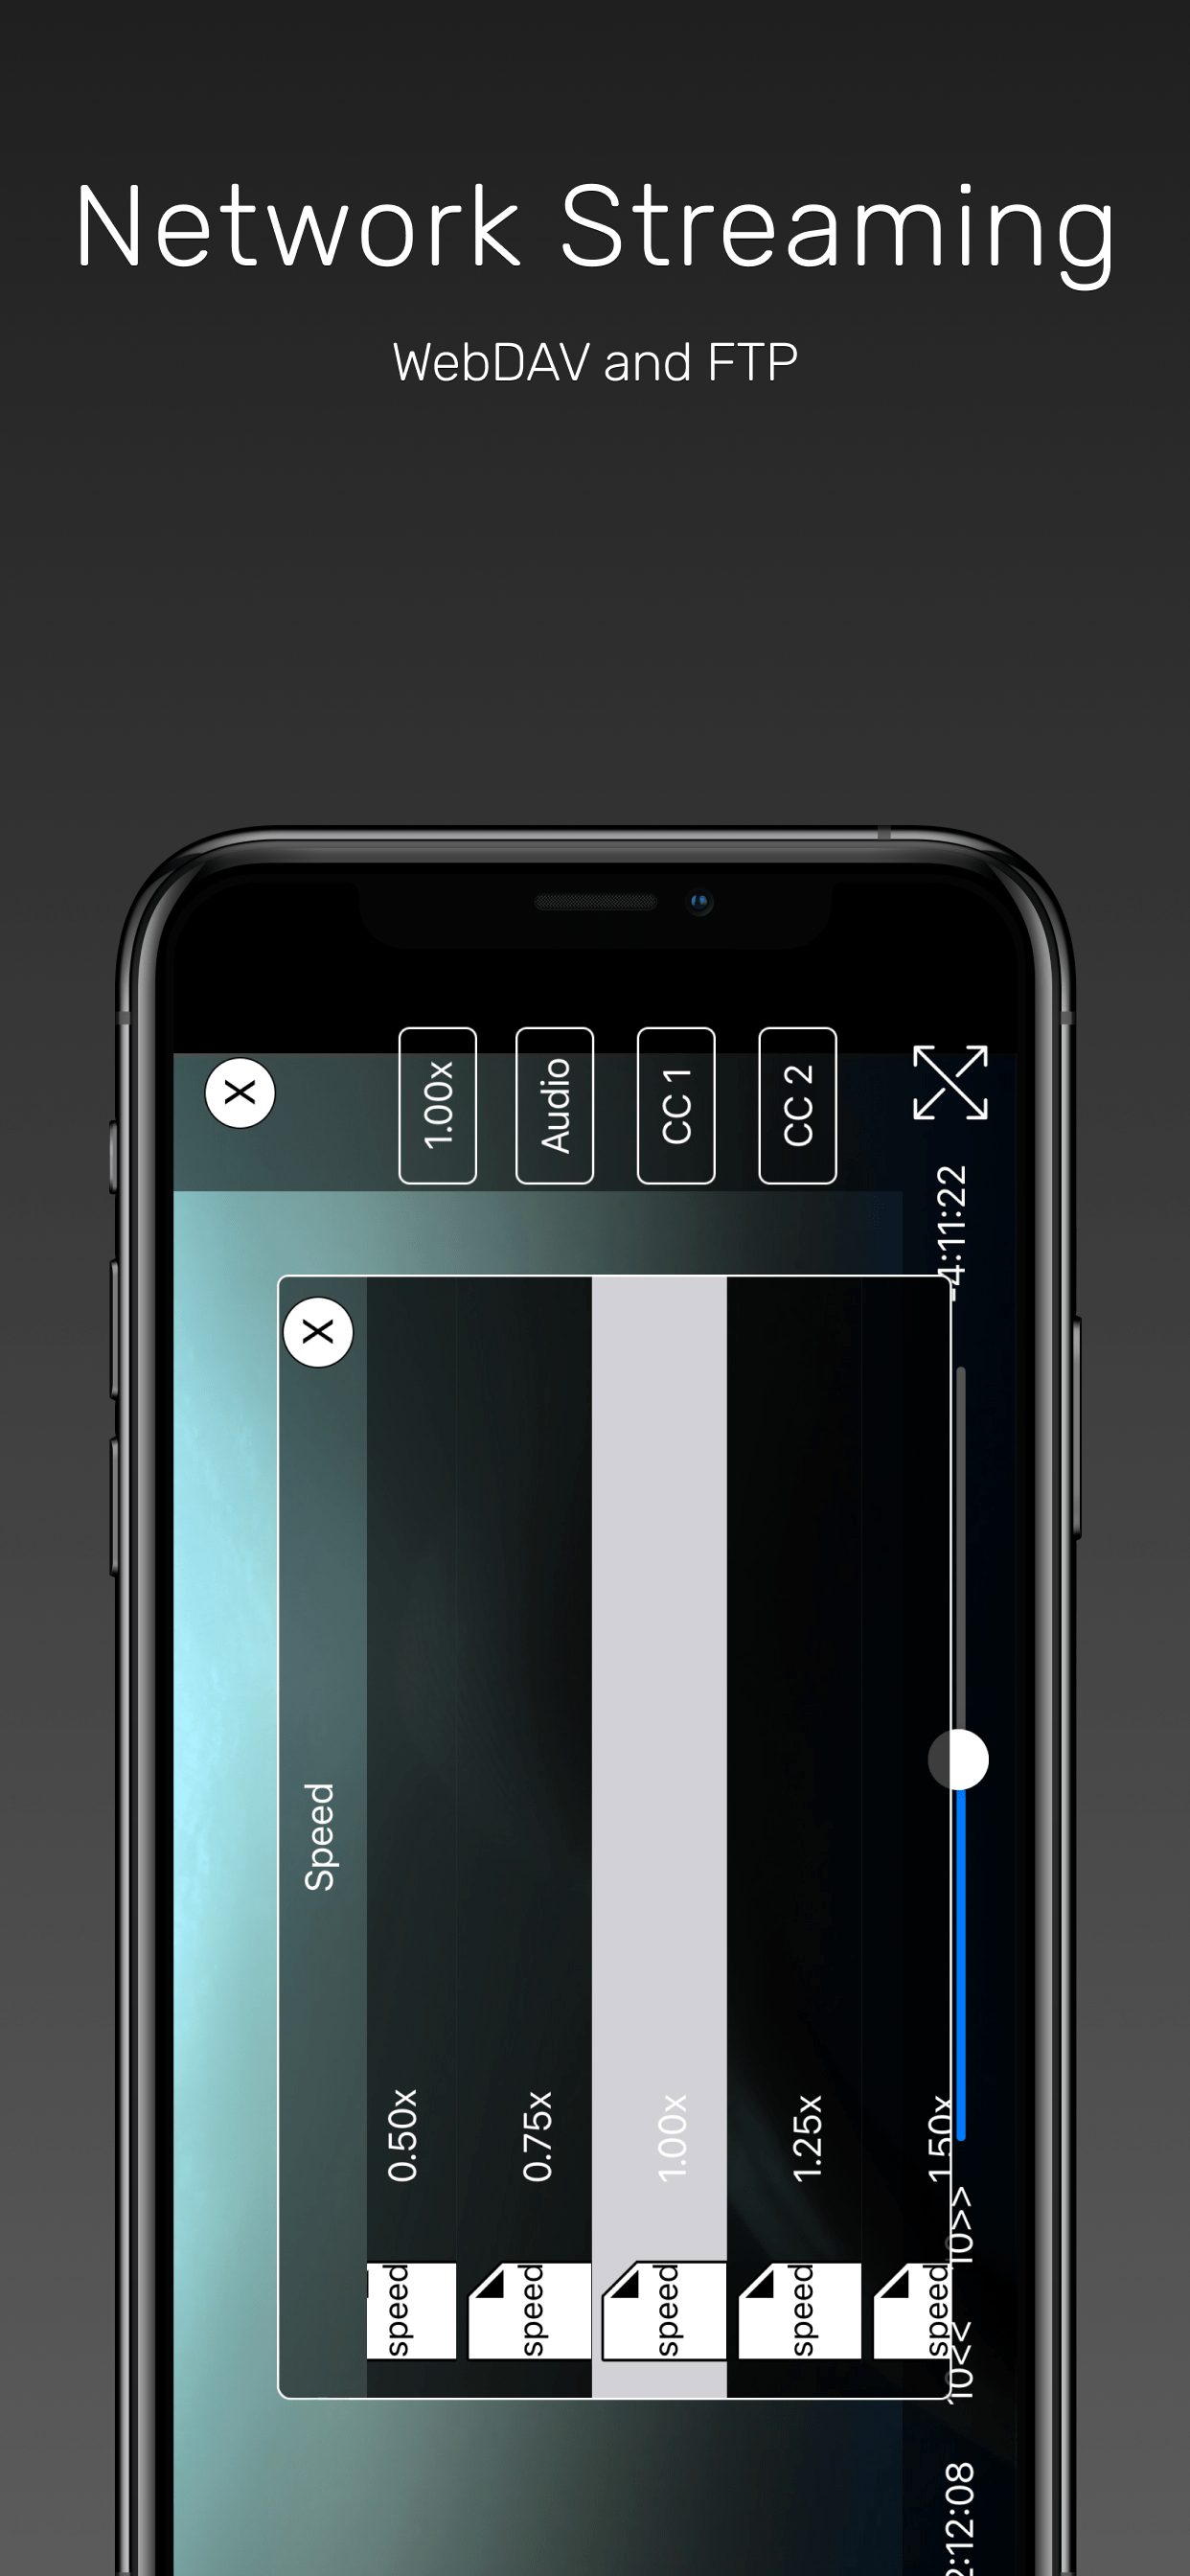 Network Streaming
WebDAV and FTP
X
1.00x
Audio
CC 1
CC 2
-4:11:22
X
Speed
speed
0.50x
speed
0.75x
speed
1.00x
speed
1.25x
speed
1.50x
10<<
10>>
2:12:08